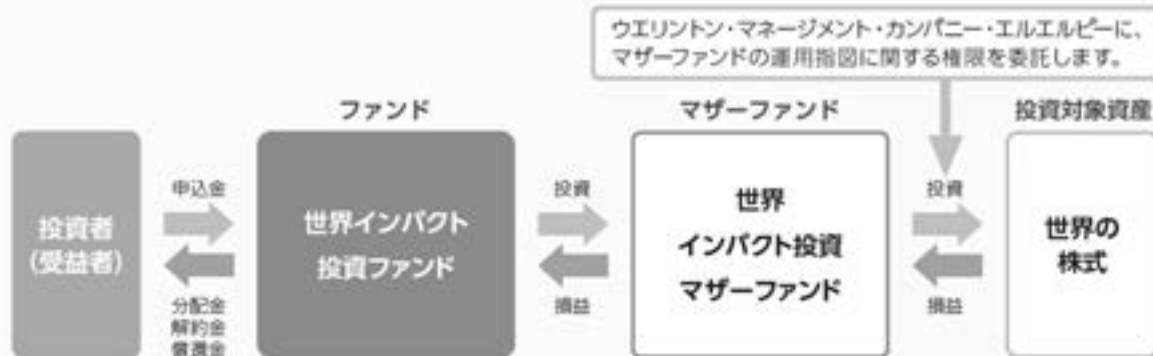 ウエリントン・マネージメント・カンパニー・エルエルピーに、
マザーファンドの運用指図に関する権限を委託します。
ファンド
マザーファンド
投資対象資産
投資者
(受益者)
申込金
分配金
解約金
償還金
世界インパクト
投資ファンド
投資
損益
世界
インパクト投資
マザーファンド
投資
損益
世界の
株式